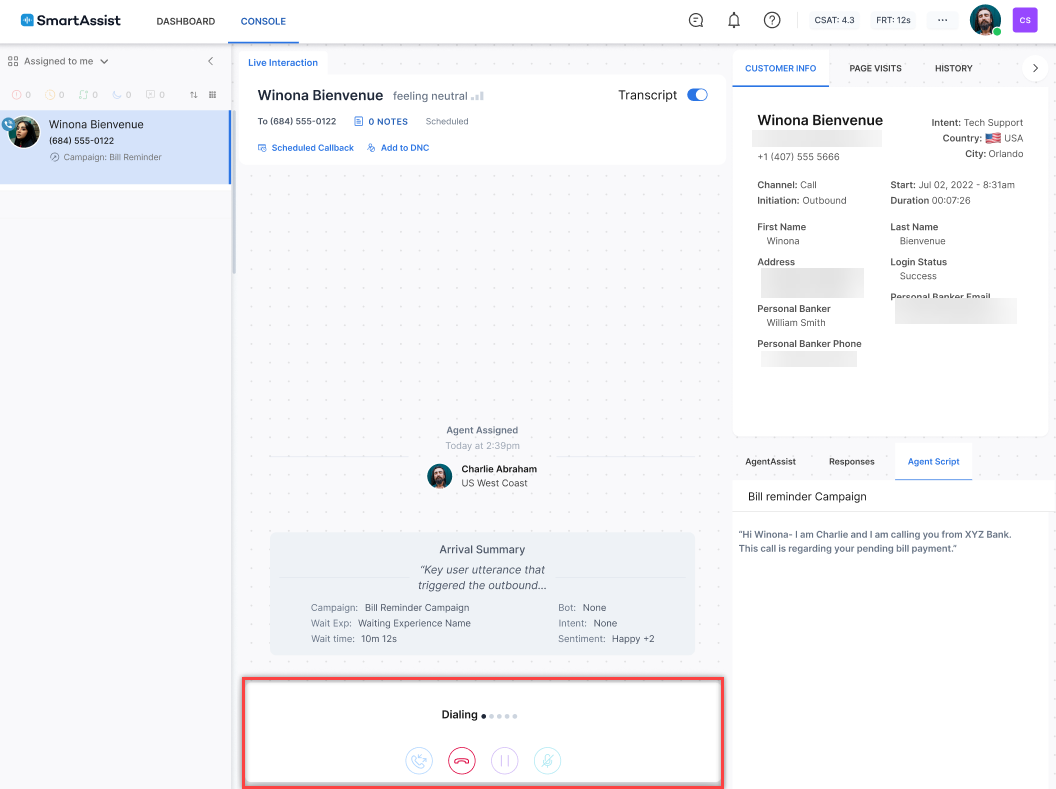 SmartAssist
DASHBOARD
CONSOLE
CSAT: 4.3
FRT: 12s
...
CS
Assigned to me
0 0 0 0 0
Winona Bienvenue
(684) 555-0122
Campaign: Bill Reminder
Live Interaction
Winona Bienvenue feeling neutral
Transcript
To (684) 555-0122
0 NOTES
Scheduled
Scheduled Callback
Add to DNC
Agent Assigned
Today at 2:39pm
Charlie Abraham
US West Coast
Arrival Summary
“Key user utterance that
triggered the outbound...
Campaign: Bill Reminder Campaign
Bot: None
Wait Exp: Waiting Experience Name
Intent: None
Wait time: 10m 12s
Sentiment: Happy +2
Dialing
CUSTOMER INFO
PAGE VISITS
HISTORY
Winona Bienvenue
Intent: Tech Support
Country: USA
+1 (407) 555 5666
City: Orlando
Channel: Call
Start: Jul 02, 2022 - 8:31am
Initiation: Outbound
Duration 00:07:26
First Name
Last Name
Winona
Bienvenue
Address
Login Status
Success
Personal Banker Email
Personal Banker
William Smith
Personal Banker Phone
AgentAssist
Responses
Agent Script
Bill reminder Campaign
“Hi Winona- I am Charlie and I am calling you from XYZ Bank.
This call is regarding your pending bill payment.”